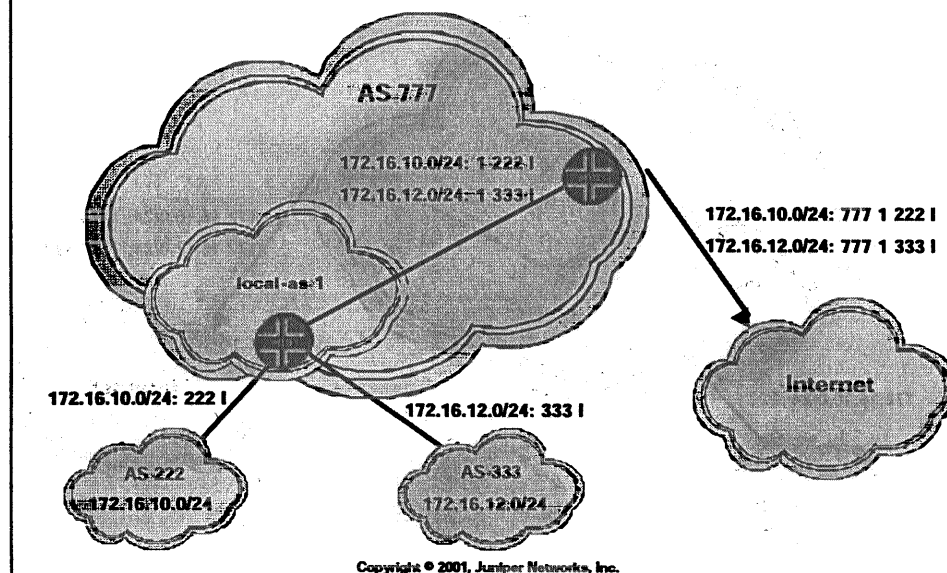 AS-777
172.16.10.0/24: 1 222 I
172.16.12.0/24: 1 333 I
172.16.10.0/24: 777 1 222 I
172.16.12.0/24: 777 1 333 I
local-as-1
Internet
172.16.10.0/24: 222 I
172.16.12.0/24: 333 I
AS-222
172.16.10.0/24
AS-333
172.16.12.0/24
Copyright © 2001, Juniper Networks, Inc.